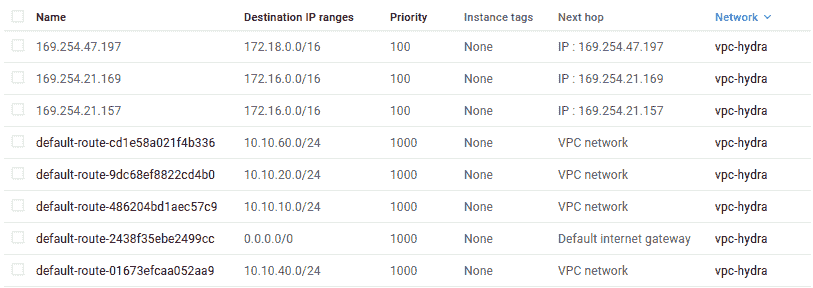 Name Destination IP ranges Priority Instance tags Next hop Network
169.254.47.197 172.18.0.0/16 100 None IP : 169.254.47.197 vpc-hydra
169.254.21.169 172.16.0.0/16 100 None IP : 169.254.21.169 vpc-hydra
169.254.21.157 172.16.0.0/16 100 None IP : 169.254.21.157 vpc-hydra
default-route-cd1e58a021f4b336 10.10.60.0/24 1000 None VPC network vpc-hydra
default-route-9dc68ef8822cd4b0 10.10.20.0/24 1000 None VPC network vpc-hydra
default-route-486204bd1aec57c9 10.10.10.0/24 1000 None VPC network vpc-hydra
default-route-2438f35ebe2499cc 0.0.0.0/0 1000 None Default internet gateway vpc-hydra
default-route-01673efcaa052aa9 10.10.40.0/24 1000 None VPC network vpc-hydra